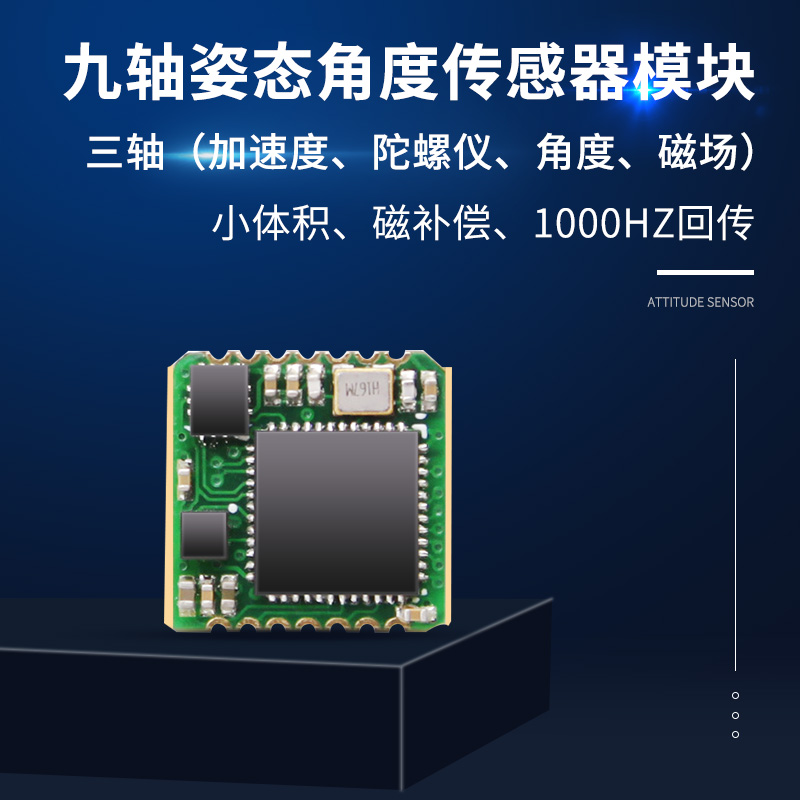 九轴姿态角度传感器模块
三轴（加速度、陀螺仪、角度、磁场）
小体积、磁补偿、1000HZ回传
ATTITUDE SENSOR
H167M